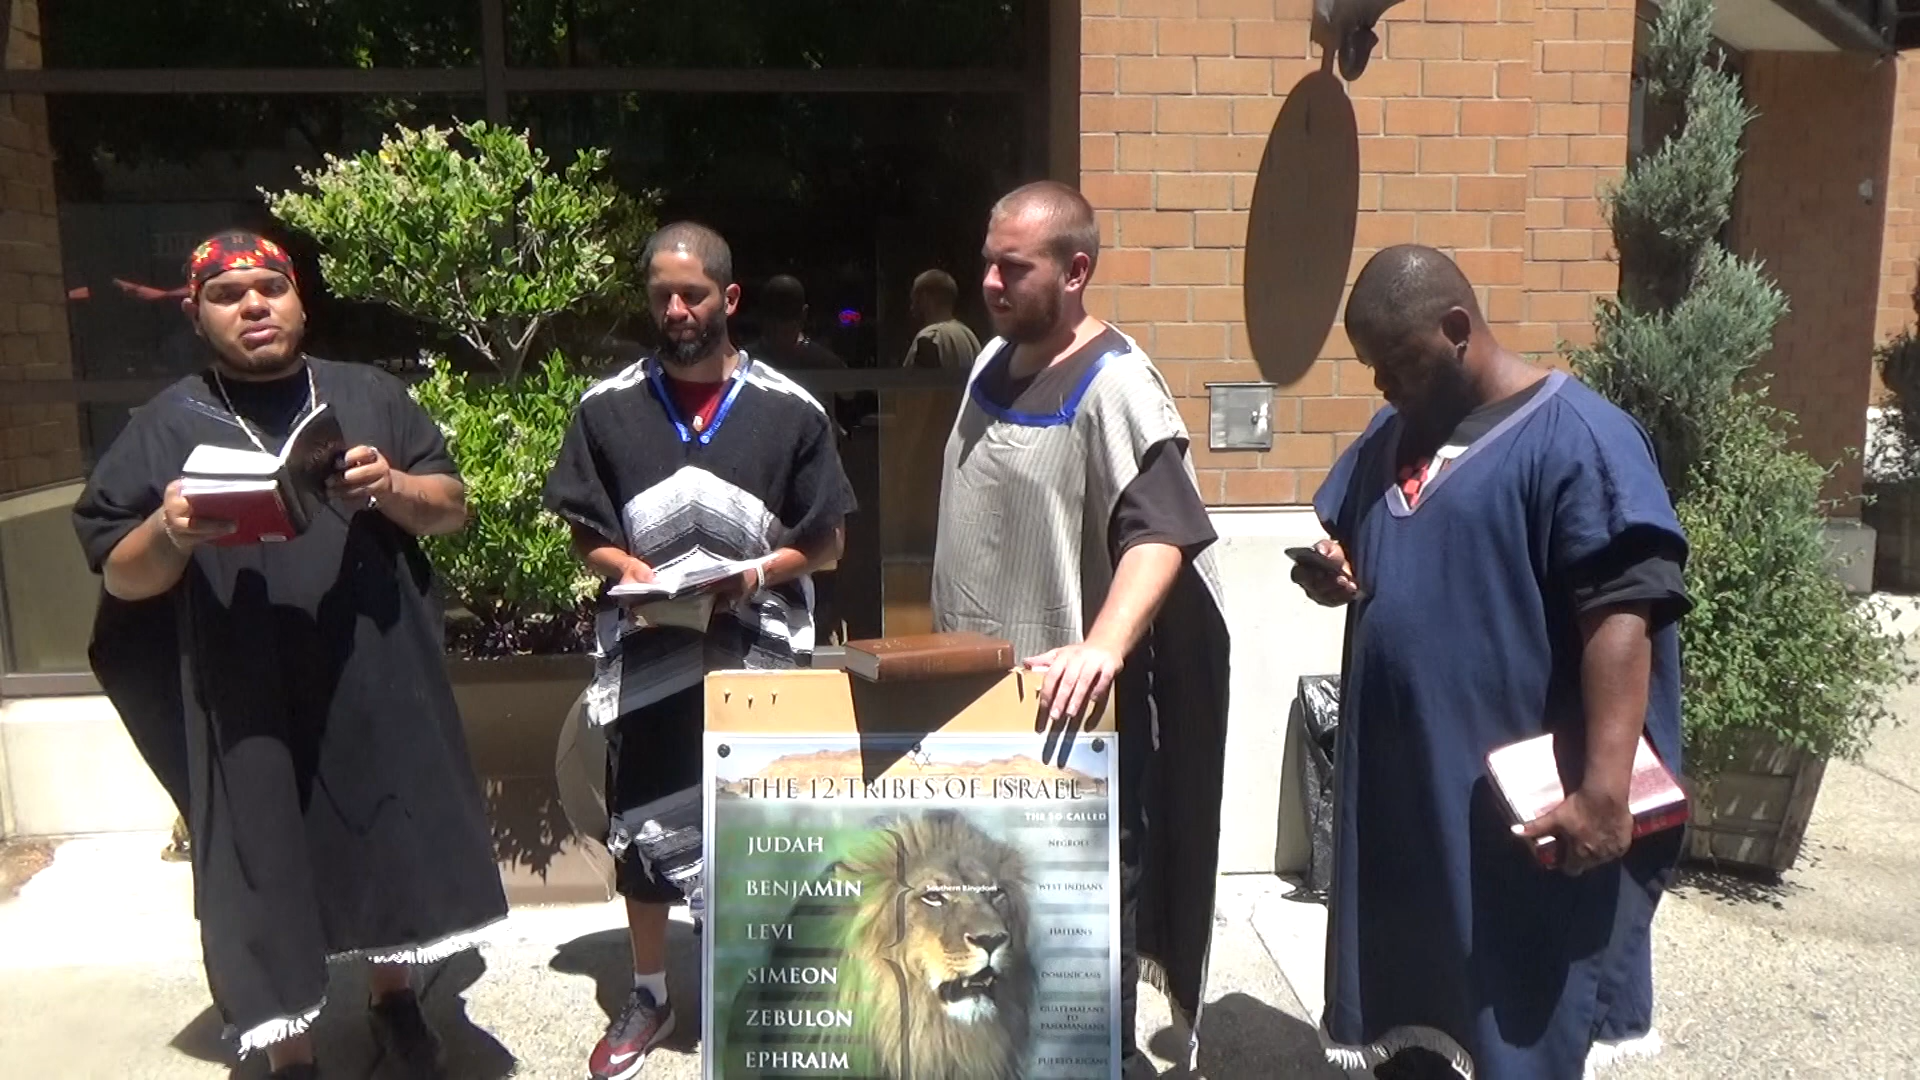 THE 12 TRIBES OF ISRAEL
THE SO CALLED
JUDAH
NEGROES
BENJAMIN
Southern Kingdom
WEST INDIANS
LEVI
HAITIANS
SIMEON
DOMINICANS
ZEBULON
GUATEMALANS
TO
PANAMANIANS
EPHRAIM
PUERTO RICANS